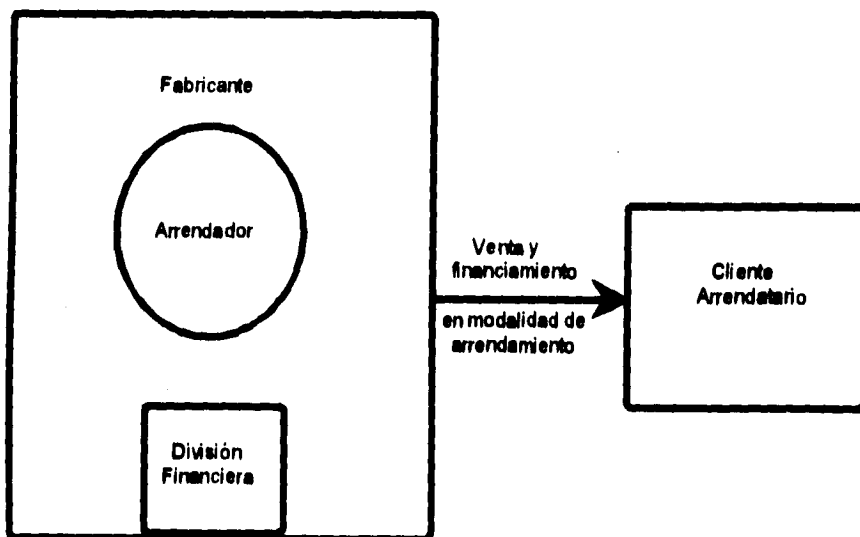 Fabricante
Arrendador
División
Financiera
Venta y
financiamiento
en modalidad de
arrendamiento
Cliente
Arrendatario